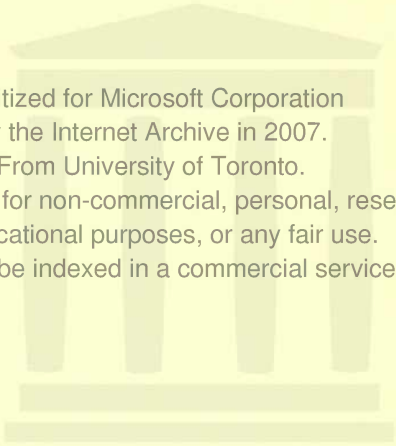 tized for Microsoft Corporation
the Internet Archive in 2007.
From University of Toronto.
for non-commercial, personal, rese
cational purposes, or any fair use.
be indexed in a commercial service